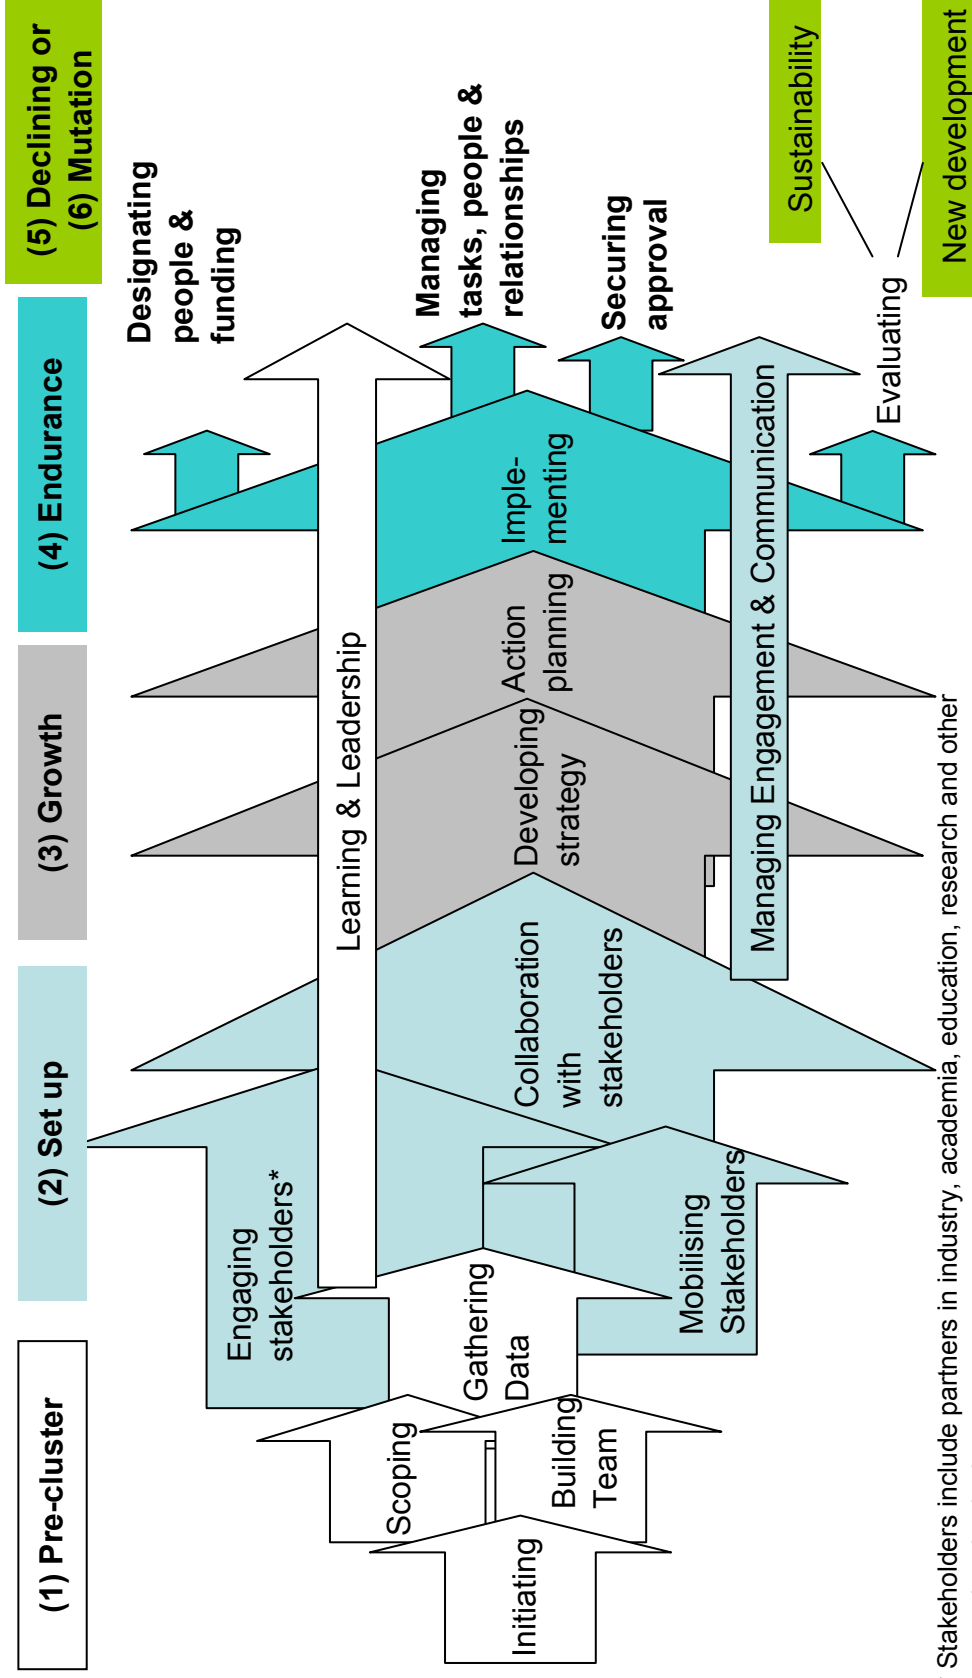 (1) Pre-cluster
(2) Set up
(3) Growth
(4) Endurance
(5) Declining or
(6) Mutation
Initiating
Scoping
Building
Team
Gathering
Data
Engaging
stakeholders*
Mobilising
Stakeholders
Collaboration
with
stakeholders
Learning & Leadership
Developing
strategy
Action
planning
Imple-
menting
Managing Engagement & Communication
Designating
people &
funding
Managing
tasks, people &
relationships
Securing
approval
Evaluating
Sustainability
New development
Stakeholders include partners in industry, academia, education, research and other